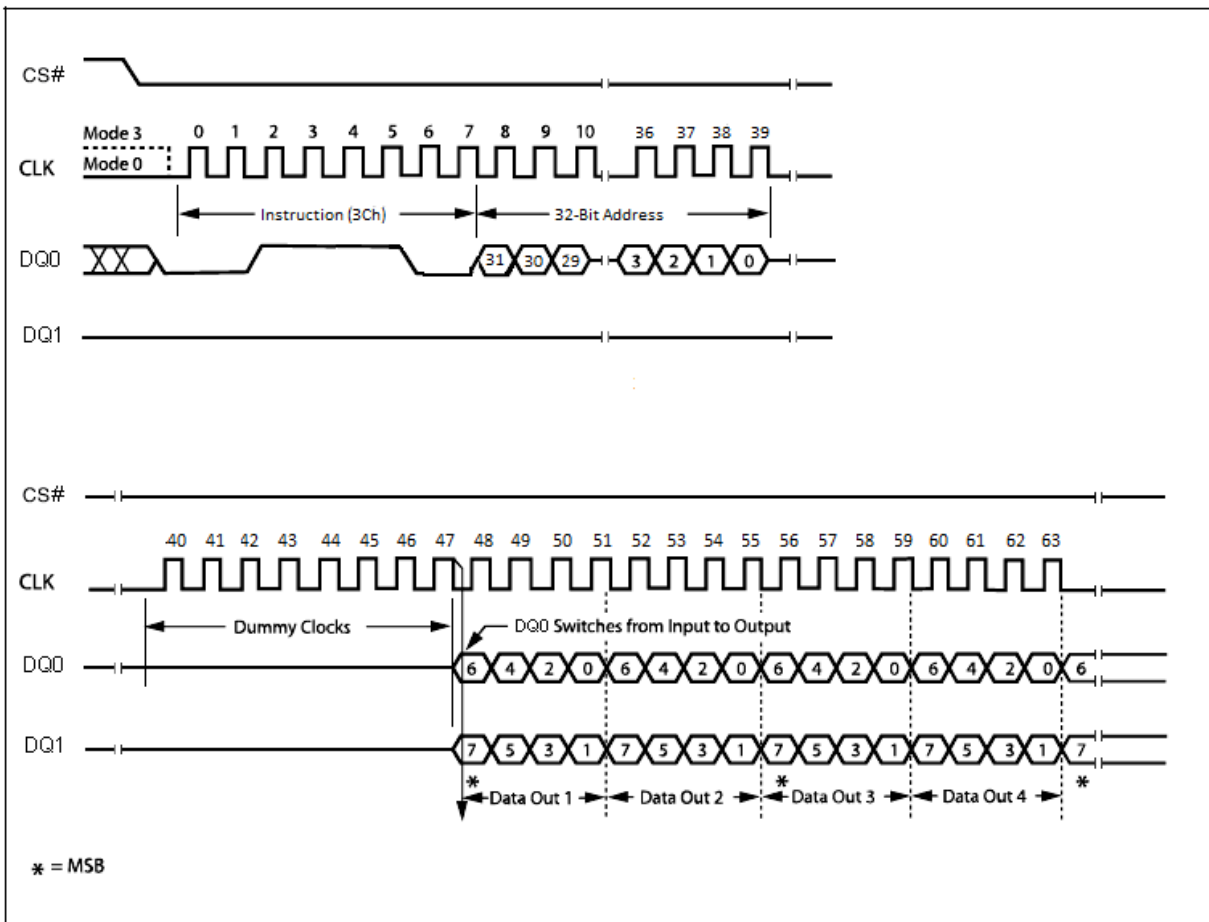 CS#
Mode 3 0 1 2 3 4 5 6 7 8 9 10 36 37 38 39
CLK Mode 0
Instruction (3Ch) 32-Bit Address
DQ0 31 30 29 3 2 1 0
DQ1
CS#
40 41 42 43 44 45 46 47 48 49 50 51 52 53 54 55 56 57 58 59 60 61 62 63
CLK
Dummy Clocks DQ0 Switches from Input to Output
DQ0 6 4 2 0 6 4 2 0 6 4 2 0 6 4 2 0 6
DQ1 7 5 3 1 7 5 3 1 7 5 3 1 7 5 3 1 7
* * *
Data Out 1 Data Out 2 Data Out 3 Data Out 4
* = MSB